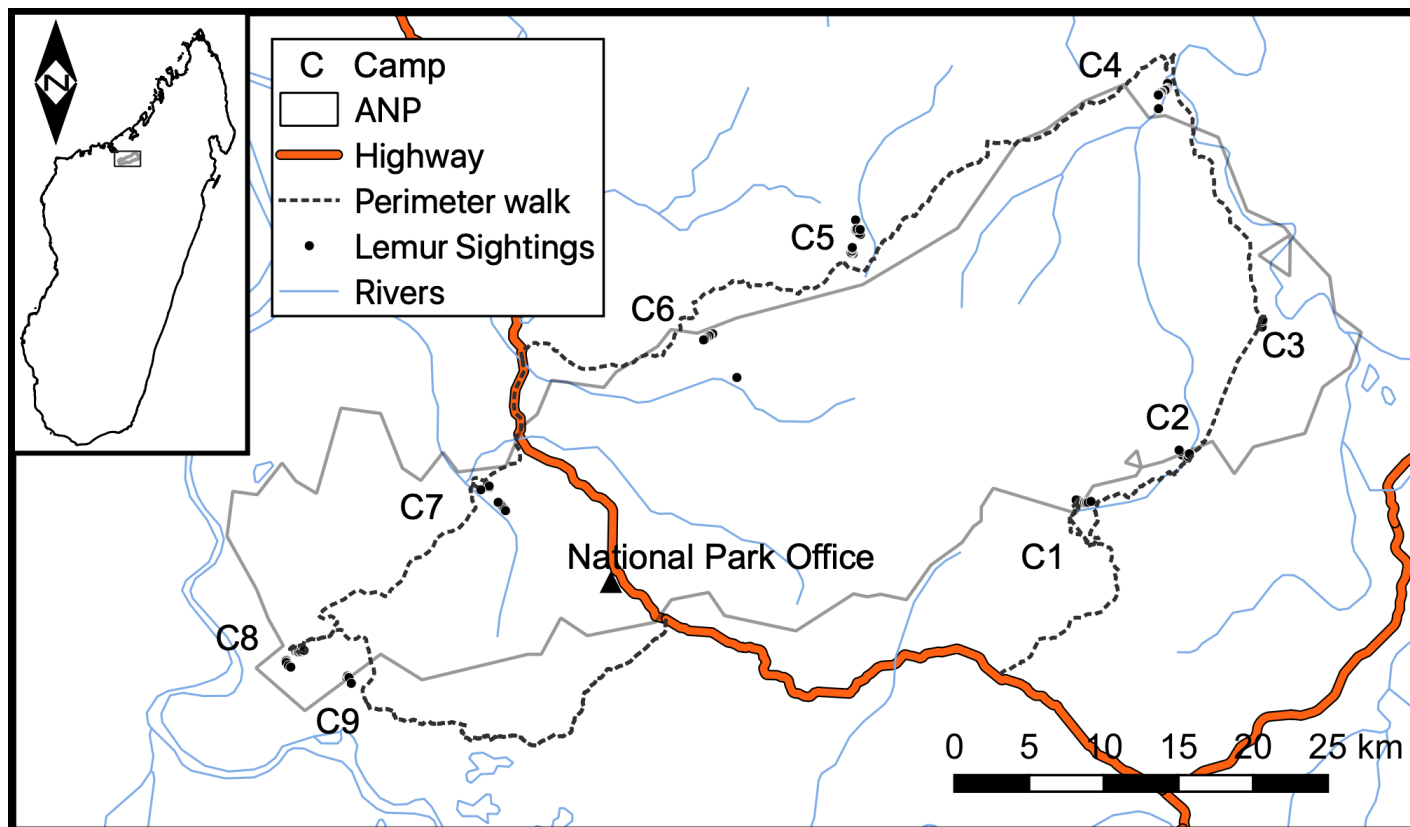 N
C Camp
ANP
Highway
Perimeter walk
Lemur Sightings
Rivers
C4
C5
C6
C3
C2
C7
C1
National Park Office
C8
C9
0 5 10 15 20 25 km